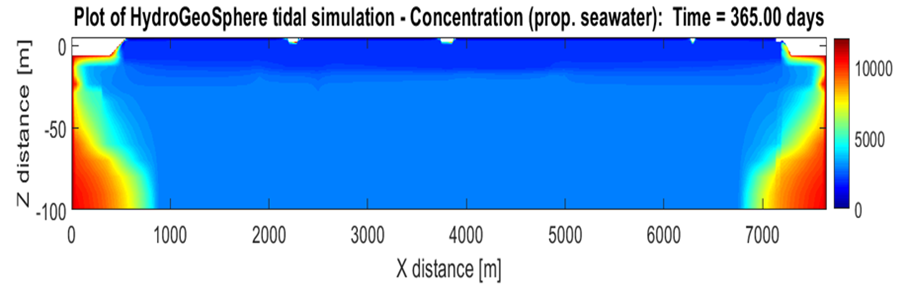 Plot of HydroGeoSphere tidal simulation - Concentration (prop. seawater):  Time = 365.00 days
Z distance [m]
0
-50
-100
0 1000 2000 3000 4000 5000 6000 7000
X distance [m]
10000
5000
0